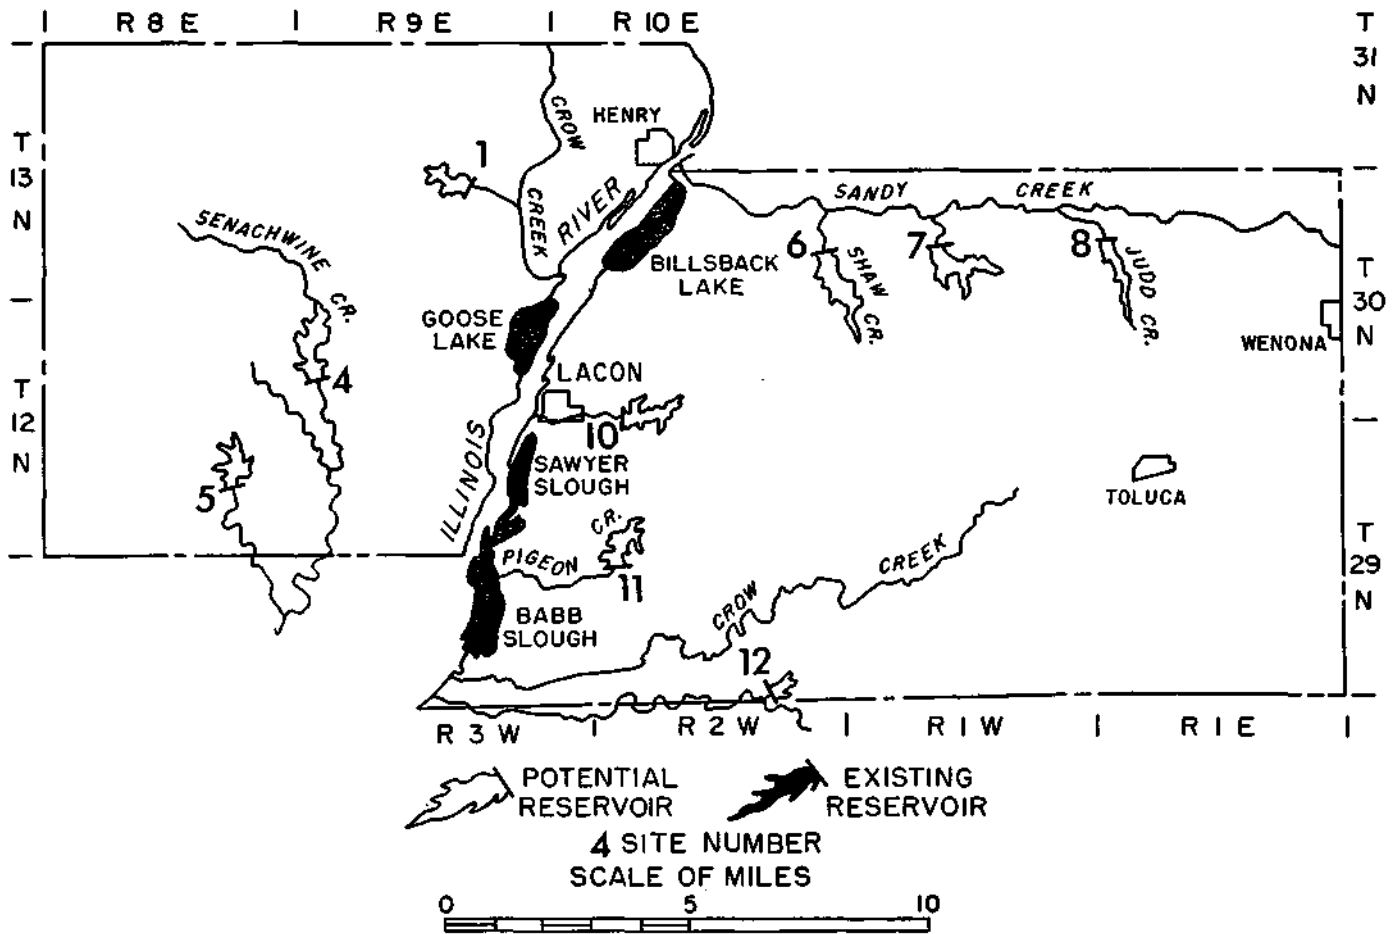 R 8 E
R 9 E
R 10 E
T
31
N
T
13
N
CROW
CREEK
HENRY
1
RIVER
SANDY CREEK
SENACHWINE
CR.
6
SHAW
CR.
7
8
JUDD
CR.
BILLSBACK
LAKE
T
30
N
GOOSE
LAKE
WENONA
4
LACON
T
12
N
10
ILLINOIS
SAWYER
SLOUGH
5
TOLUCA
CR.
PIGEON
11
CROW CREEK
T
29
N
BABB
SLOUGH
12
R 3 W
R 2 W
R 1 W
R 1 E
POTENTIAL
RESERVOIR
EXISTING
RESERVOIR
4 SITE NUMBER
SCALE OF MILES
0 5 10